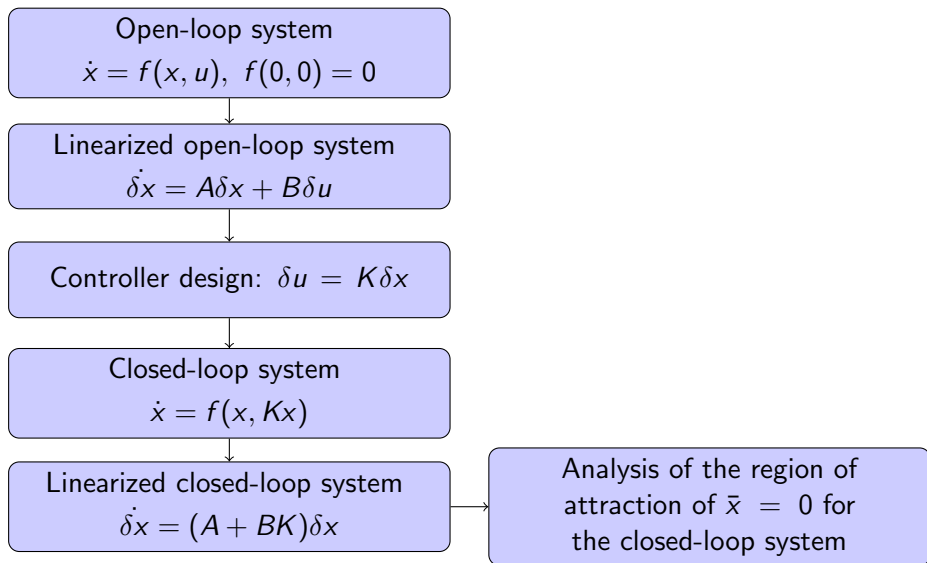 Open-loop system
ẋ = f(x, u), f(0, 0) = 0
Linearized open-loop system
δẋ = Aδx + Bδu
Controller design: δu = Kδx
Closed-loop system
ẋ = f(x, Kx)
Linearized closed-loop system
δẋ = (A + BK)δx
Analysis of the region of
attraction of x̄ = 0 for
the closed-loop system